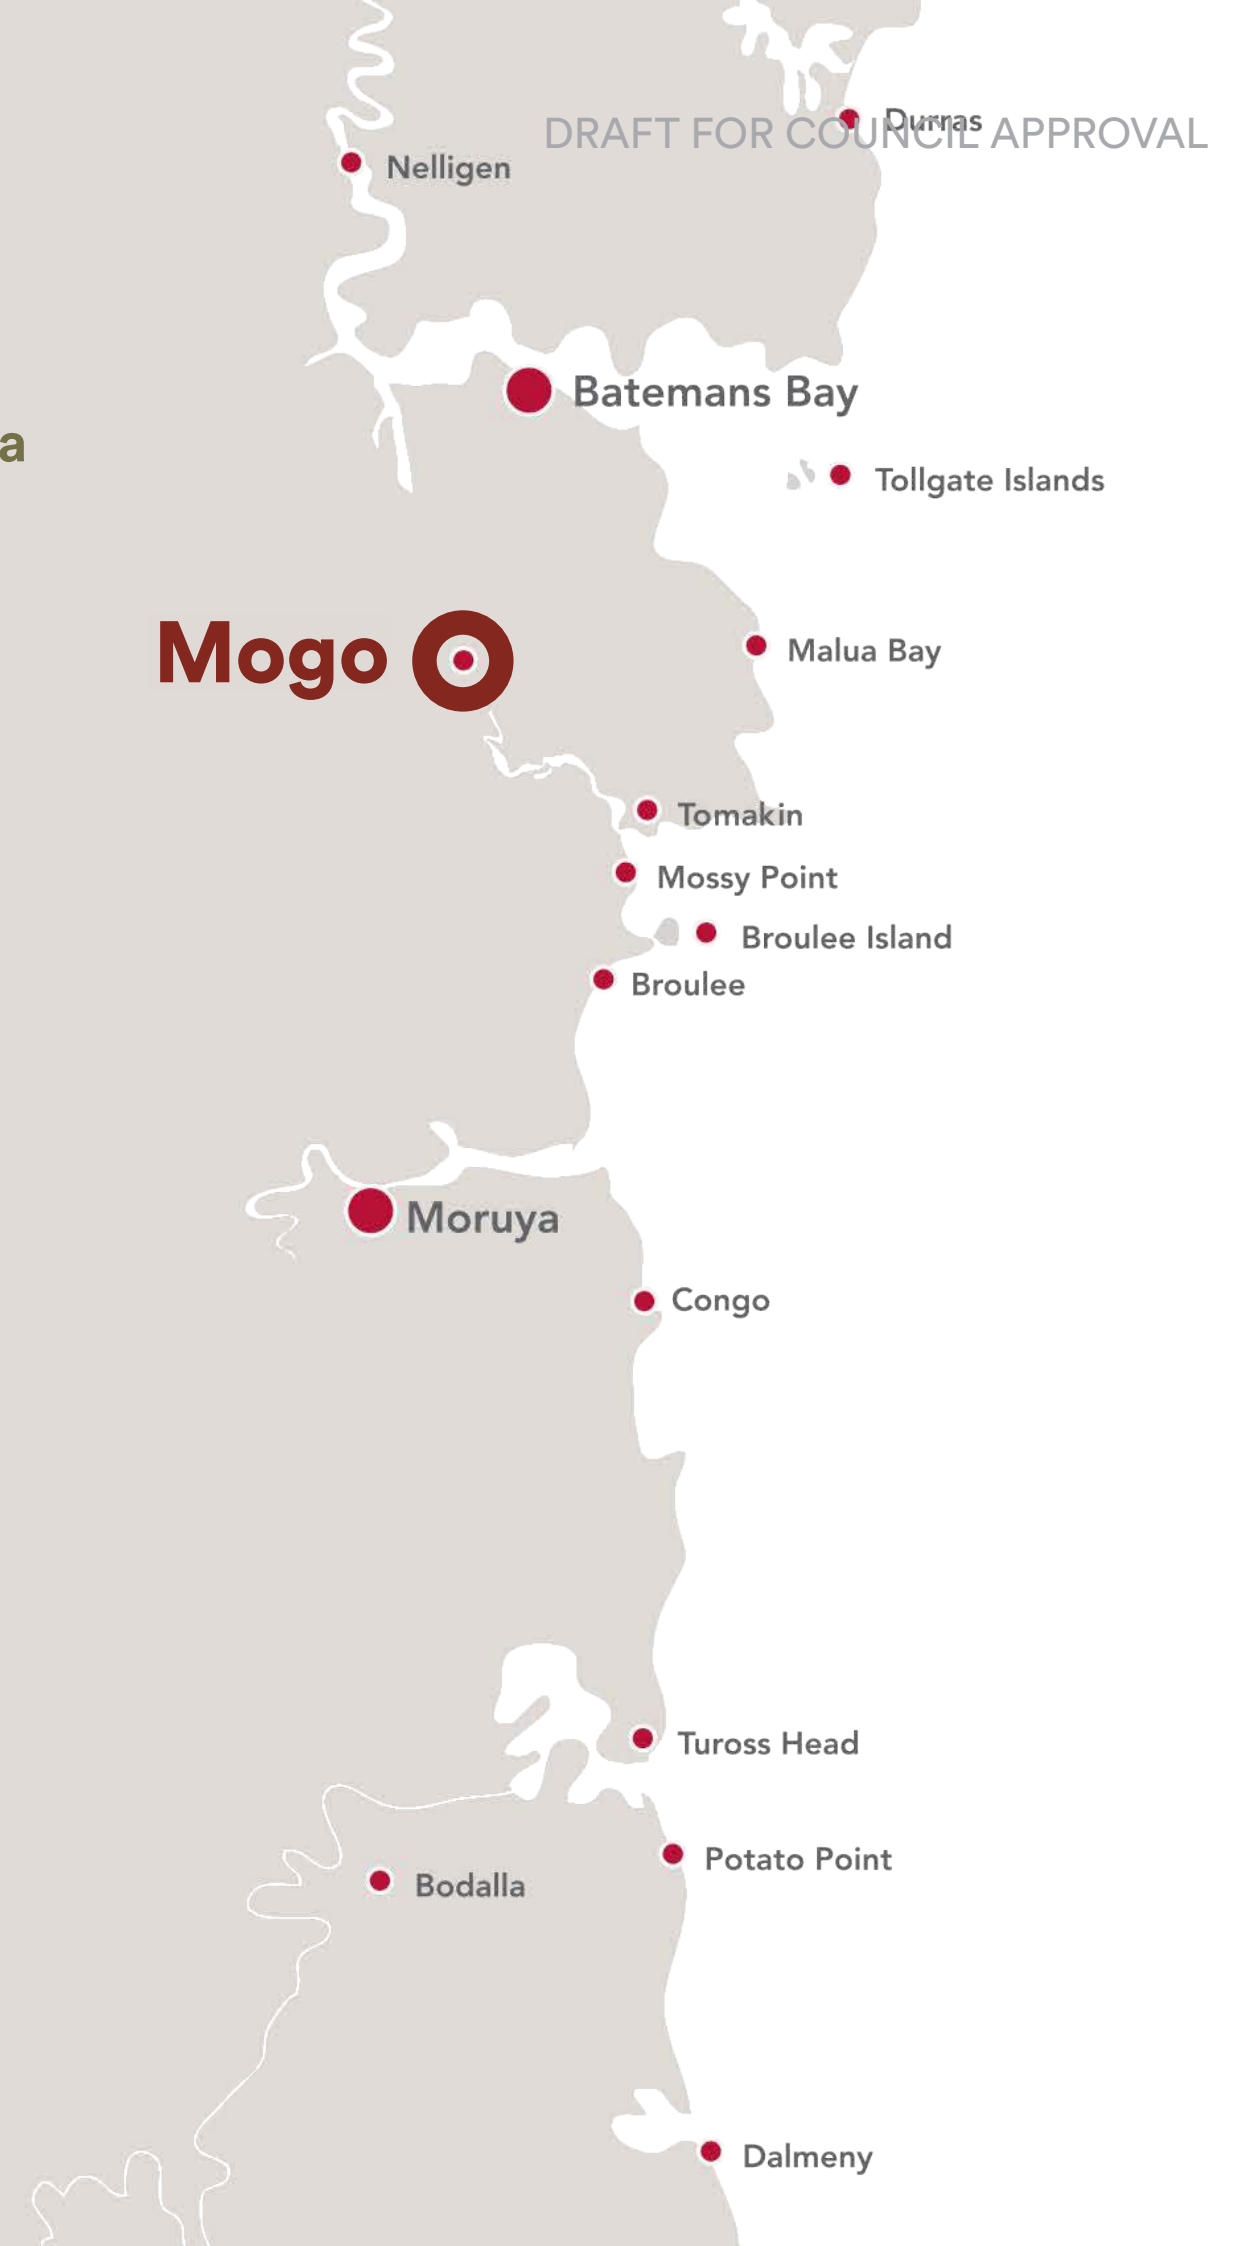 Durras
DRAFT FOR COUNCIL APPROVAL
Nelligen
Batemans Bay
a
Tollgate Islands
Mogo
Malua Bay
Tomakin
Mossy Point
Broulee Island
Broulee
Moruya
Congo
Tuross Head
Potato Point
Bodalla
Dalmeny